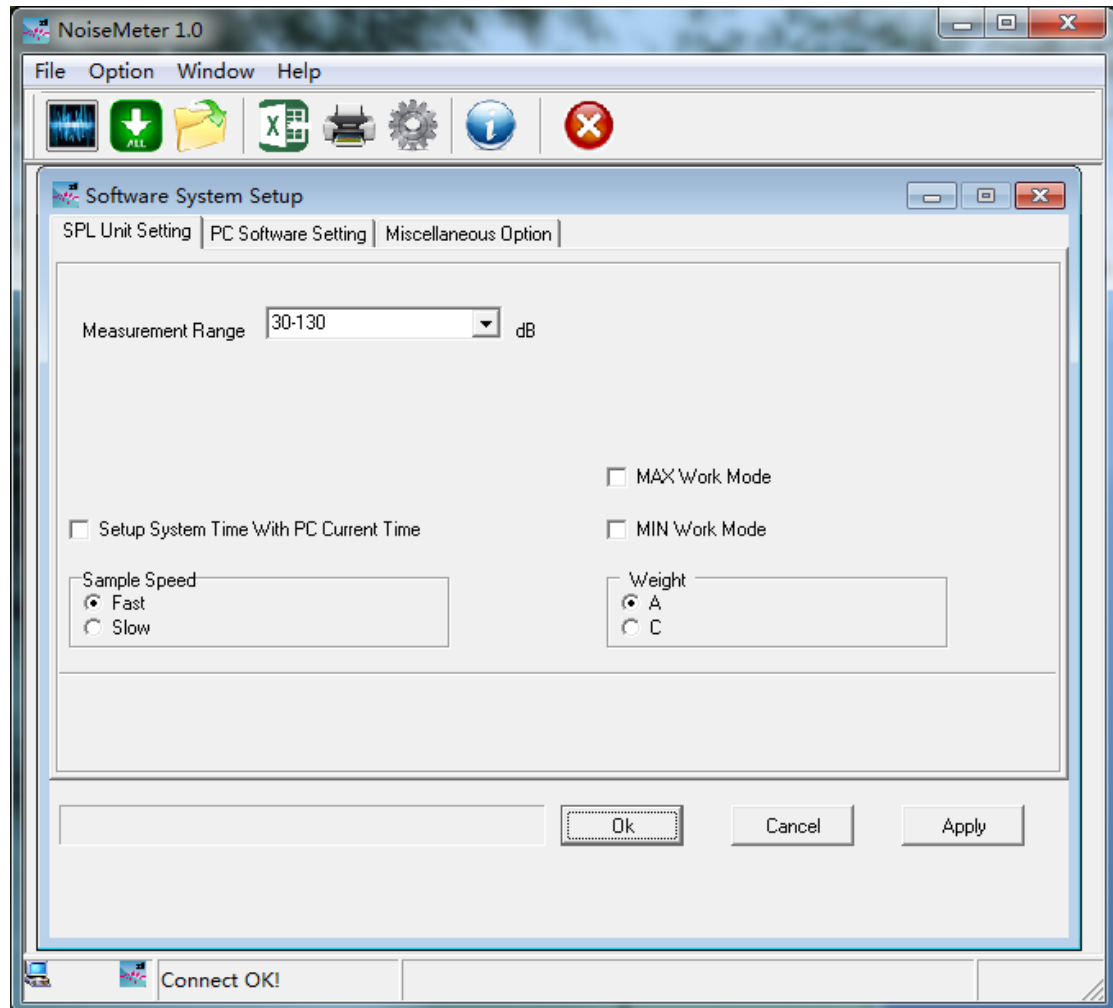 NoiseMeter 1.0
File Option Window Help
ALL
X
i
Software System Setup
SPL Unit Setting PC Software Setting Miscellaneous Option
Measurement Range 30-130 dB
MAX Work Mode
Setup System Time With PC Current Time MIN Work Mode
Sample Speed Weight
Fast A
Slow C
Ok Cancel Apply
Connect OK!